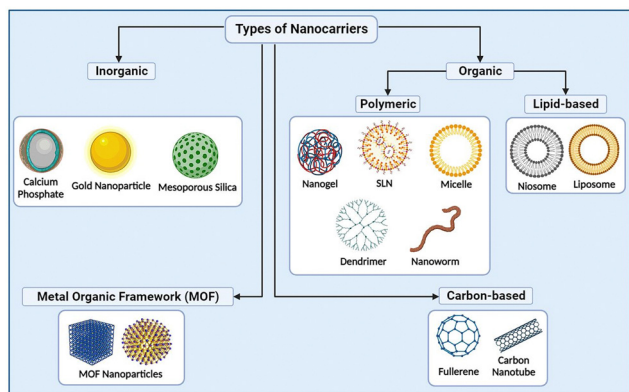 Types of Nanocarriers
Inorganic
Organic
Polymeric
Lipid-based
Calcium
Phosphate
Gold Nanoparticle
Mesoporous Silica
Nanogel
SLN
Micelle
Niosome
Liposome
Dendrimer
Nanoworm
Metal Organic Framework (MOF)
Carbon-based
MOF Nanoparticles
Fullerene
Carbon
Nanotube